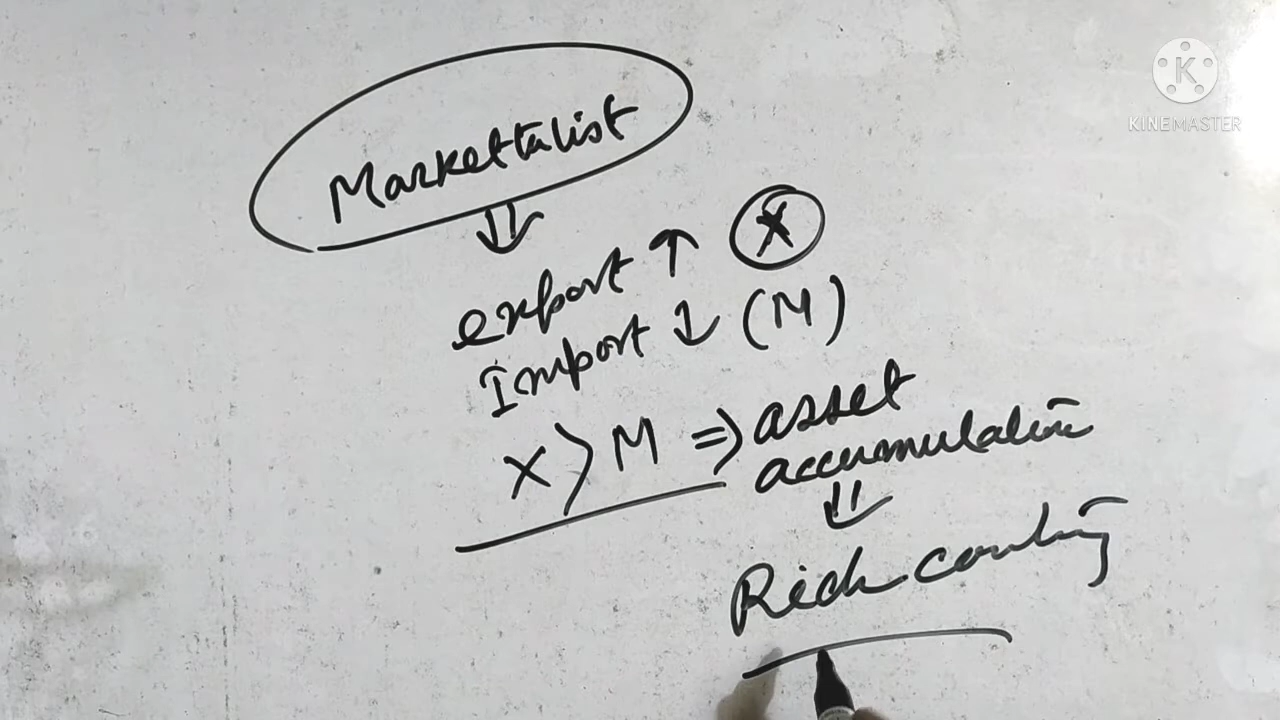 KINEMASTER
Markettalist
⇓
export ↑ (X)
Import ↓ (M)
X > M => asset
accumulation
⇓
Rich country